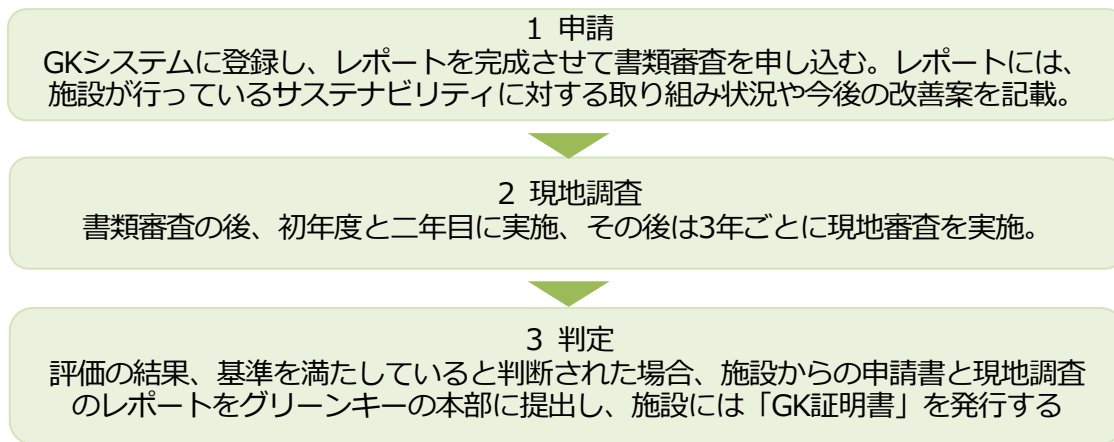 1 申請
GKシステムに登録し、レポートを完成させて書類審査を申し込む。レポートには、
施設が行っているサステナビリティに対する取り組み状況や今後の改善案を記載。
2 現地調査
書類審査の後、初年度と二年目に実施、その後は3年ごとに現地審査を実施。
3 判定
評価の結果、基準を満たしていると判断された場合、施設からの申請書と現地調査
のレポートをグリーンキーの本部に提出し、施設には「GK証明書」を発行する